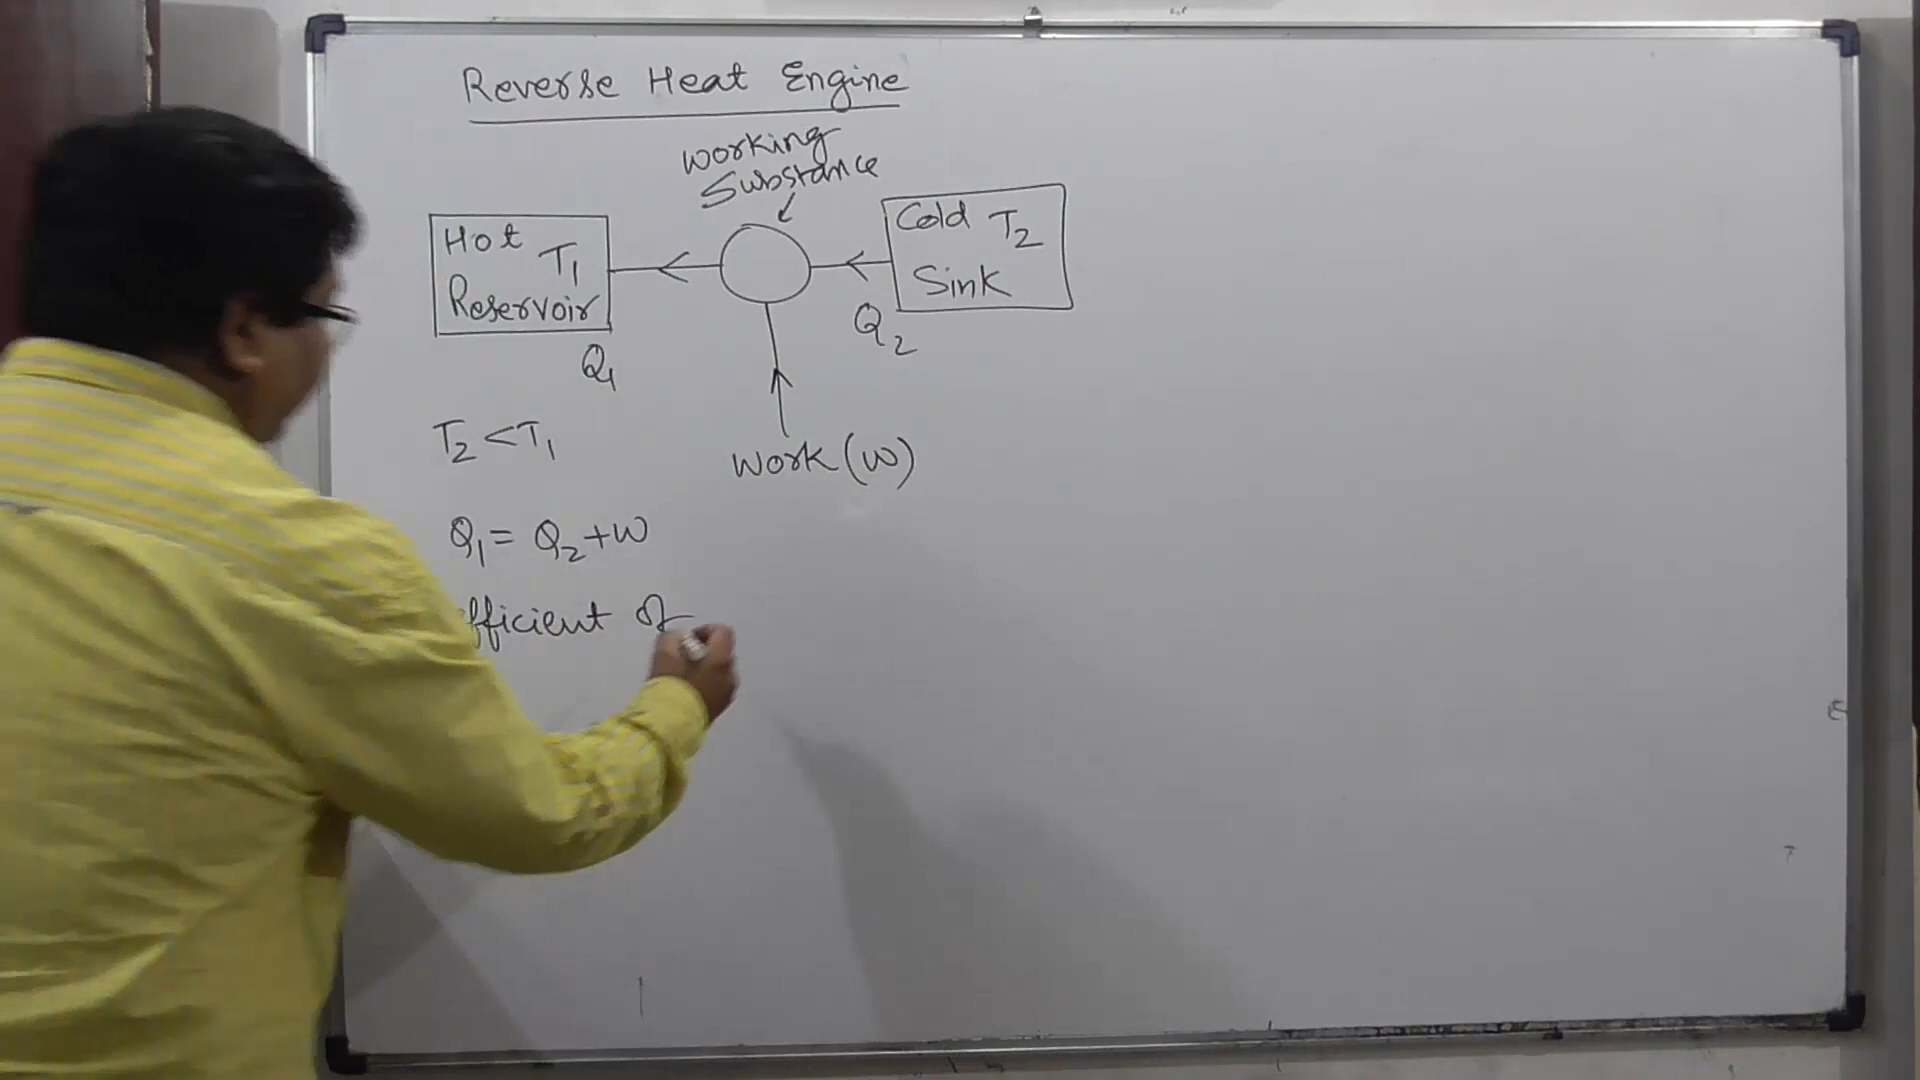 Reverse Heat Engine
Working
Substance
Hot T₁
Reservoir
Cold T₂
Sink
Q₁
Q₂
T₂ < T₁
Work (W)
Q₁ = Q₂ + W
efficient of